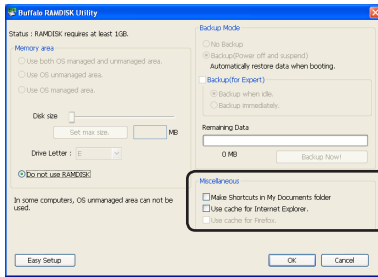 Buffalo RAMDISK Utility
Status : RAMDISK requires at least 1GB.
Memory area
Use both OS managed and unmanaged area.
Use OS unmanaged area.
Use OS managed area.
Disk size
Set max size.
MB
Drive Letter : E
Do not use RAMDISK
In some computers, OS unmanaged area can not be
used.
Easy Setup
Backup Mode
No Backup
Backup(Power off and suspend)
Automatically restore data when booting.
Backup(for Expert)
Backup when idle.
Backup immediately.
Remaining Data
0 MB
Backup Now!
Miscellaneous
Make Shortcuts in My Documents folder
Use cache for Internet Explorer.
Use cache for Firefox.
OK
Cancel